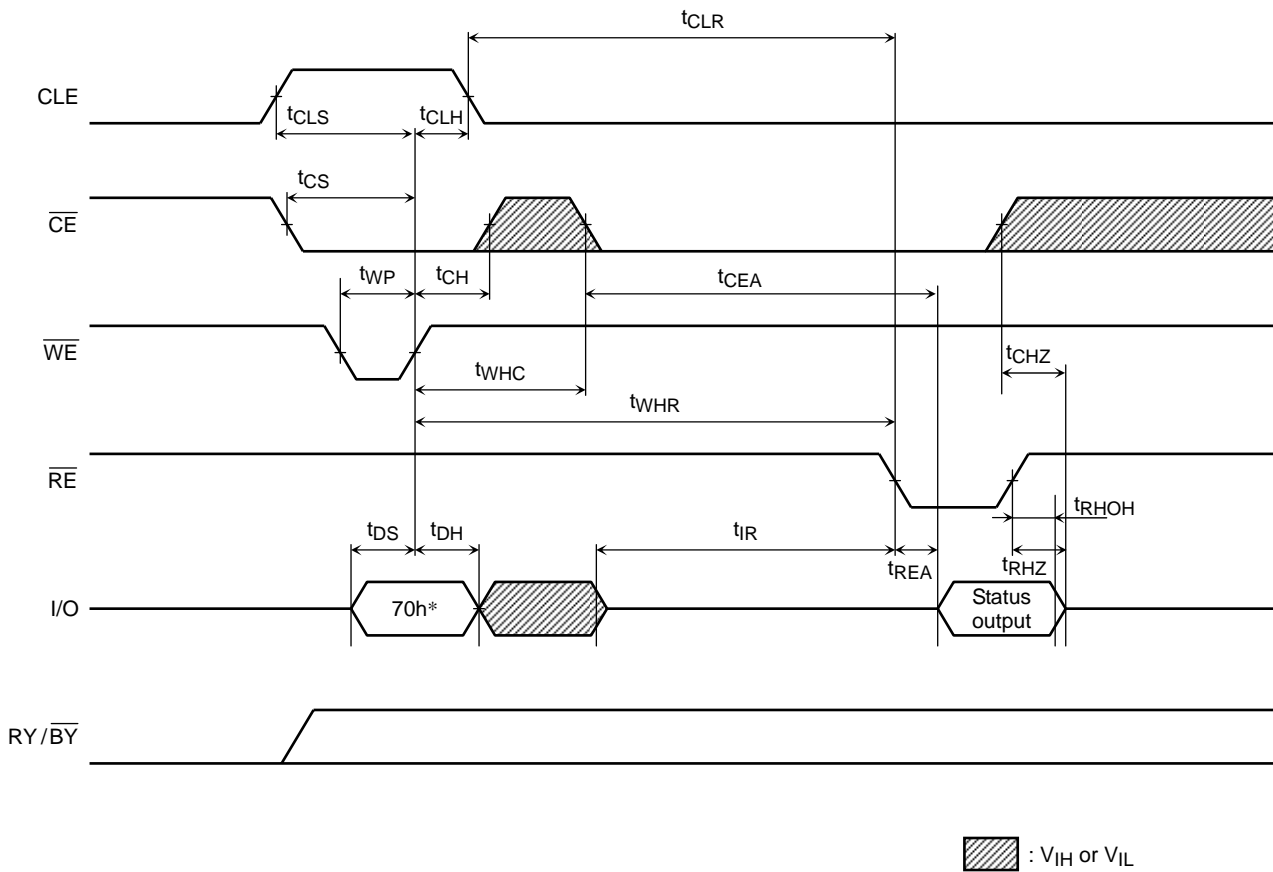 tCLR
CLE
tCLS
tCLH
tCS
CE
tWP
tCH
tCEA
WE
tCHZ
tWHC
tWHR
RE
tRHOH
tDS
tDH
tIR
tREA
tRHZ
I/O
70h*
Status
output
RY/BY
: VIH or VIL